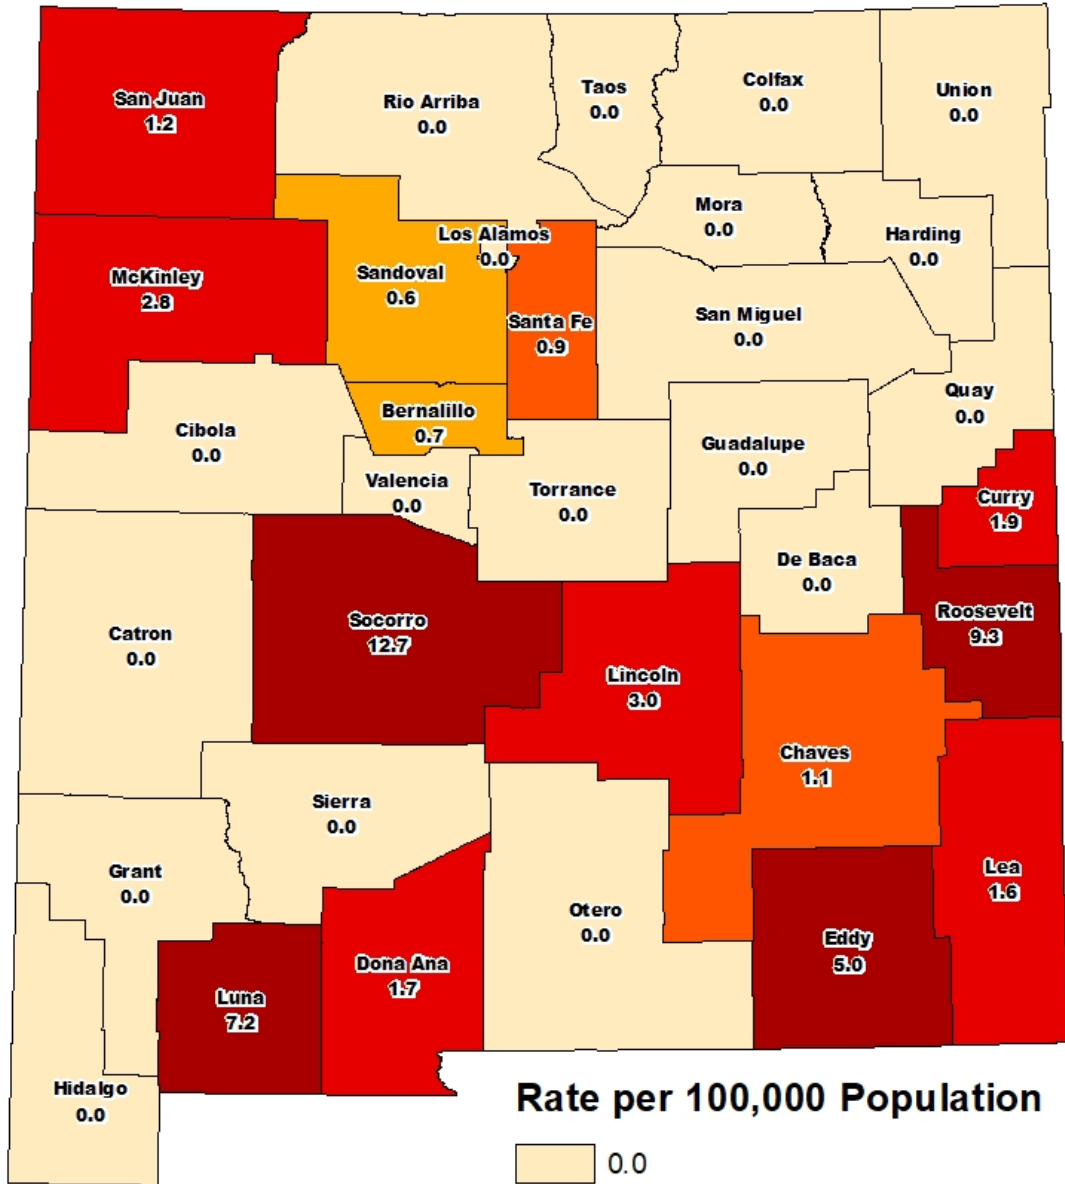 San Juan
1.2
Rio Arriba
0.0
Taos
0.0
Colfax
0.0
Union
0.0
McKinley
2.8
Sandoval
0.6
Los Alamos
0.0
Santa Fe
0.9
Mora
0.0
Harding
0.0
San Miguel
0.0
Quay
0.0
Cibola
0.0
Bernalillo
0.7
Valencia
0.0
Torrance
0.0
Guadalupe
0.0
Curry
1.9
De Baca
0.0
Roosevelt
9.3
Catron
0.0
Socorro
12.7
Lincoln
3.0
Chaves
1.1
Sierra
0.0
Grant
0.0
Otero
0.0
Lea
1.6
Eddy
5.0
Dona Ana
1.7
Luna
7.2
Hidalgo
0.0
Rate per 100,000 Population
0.0